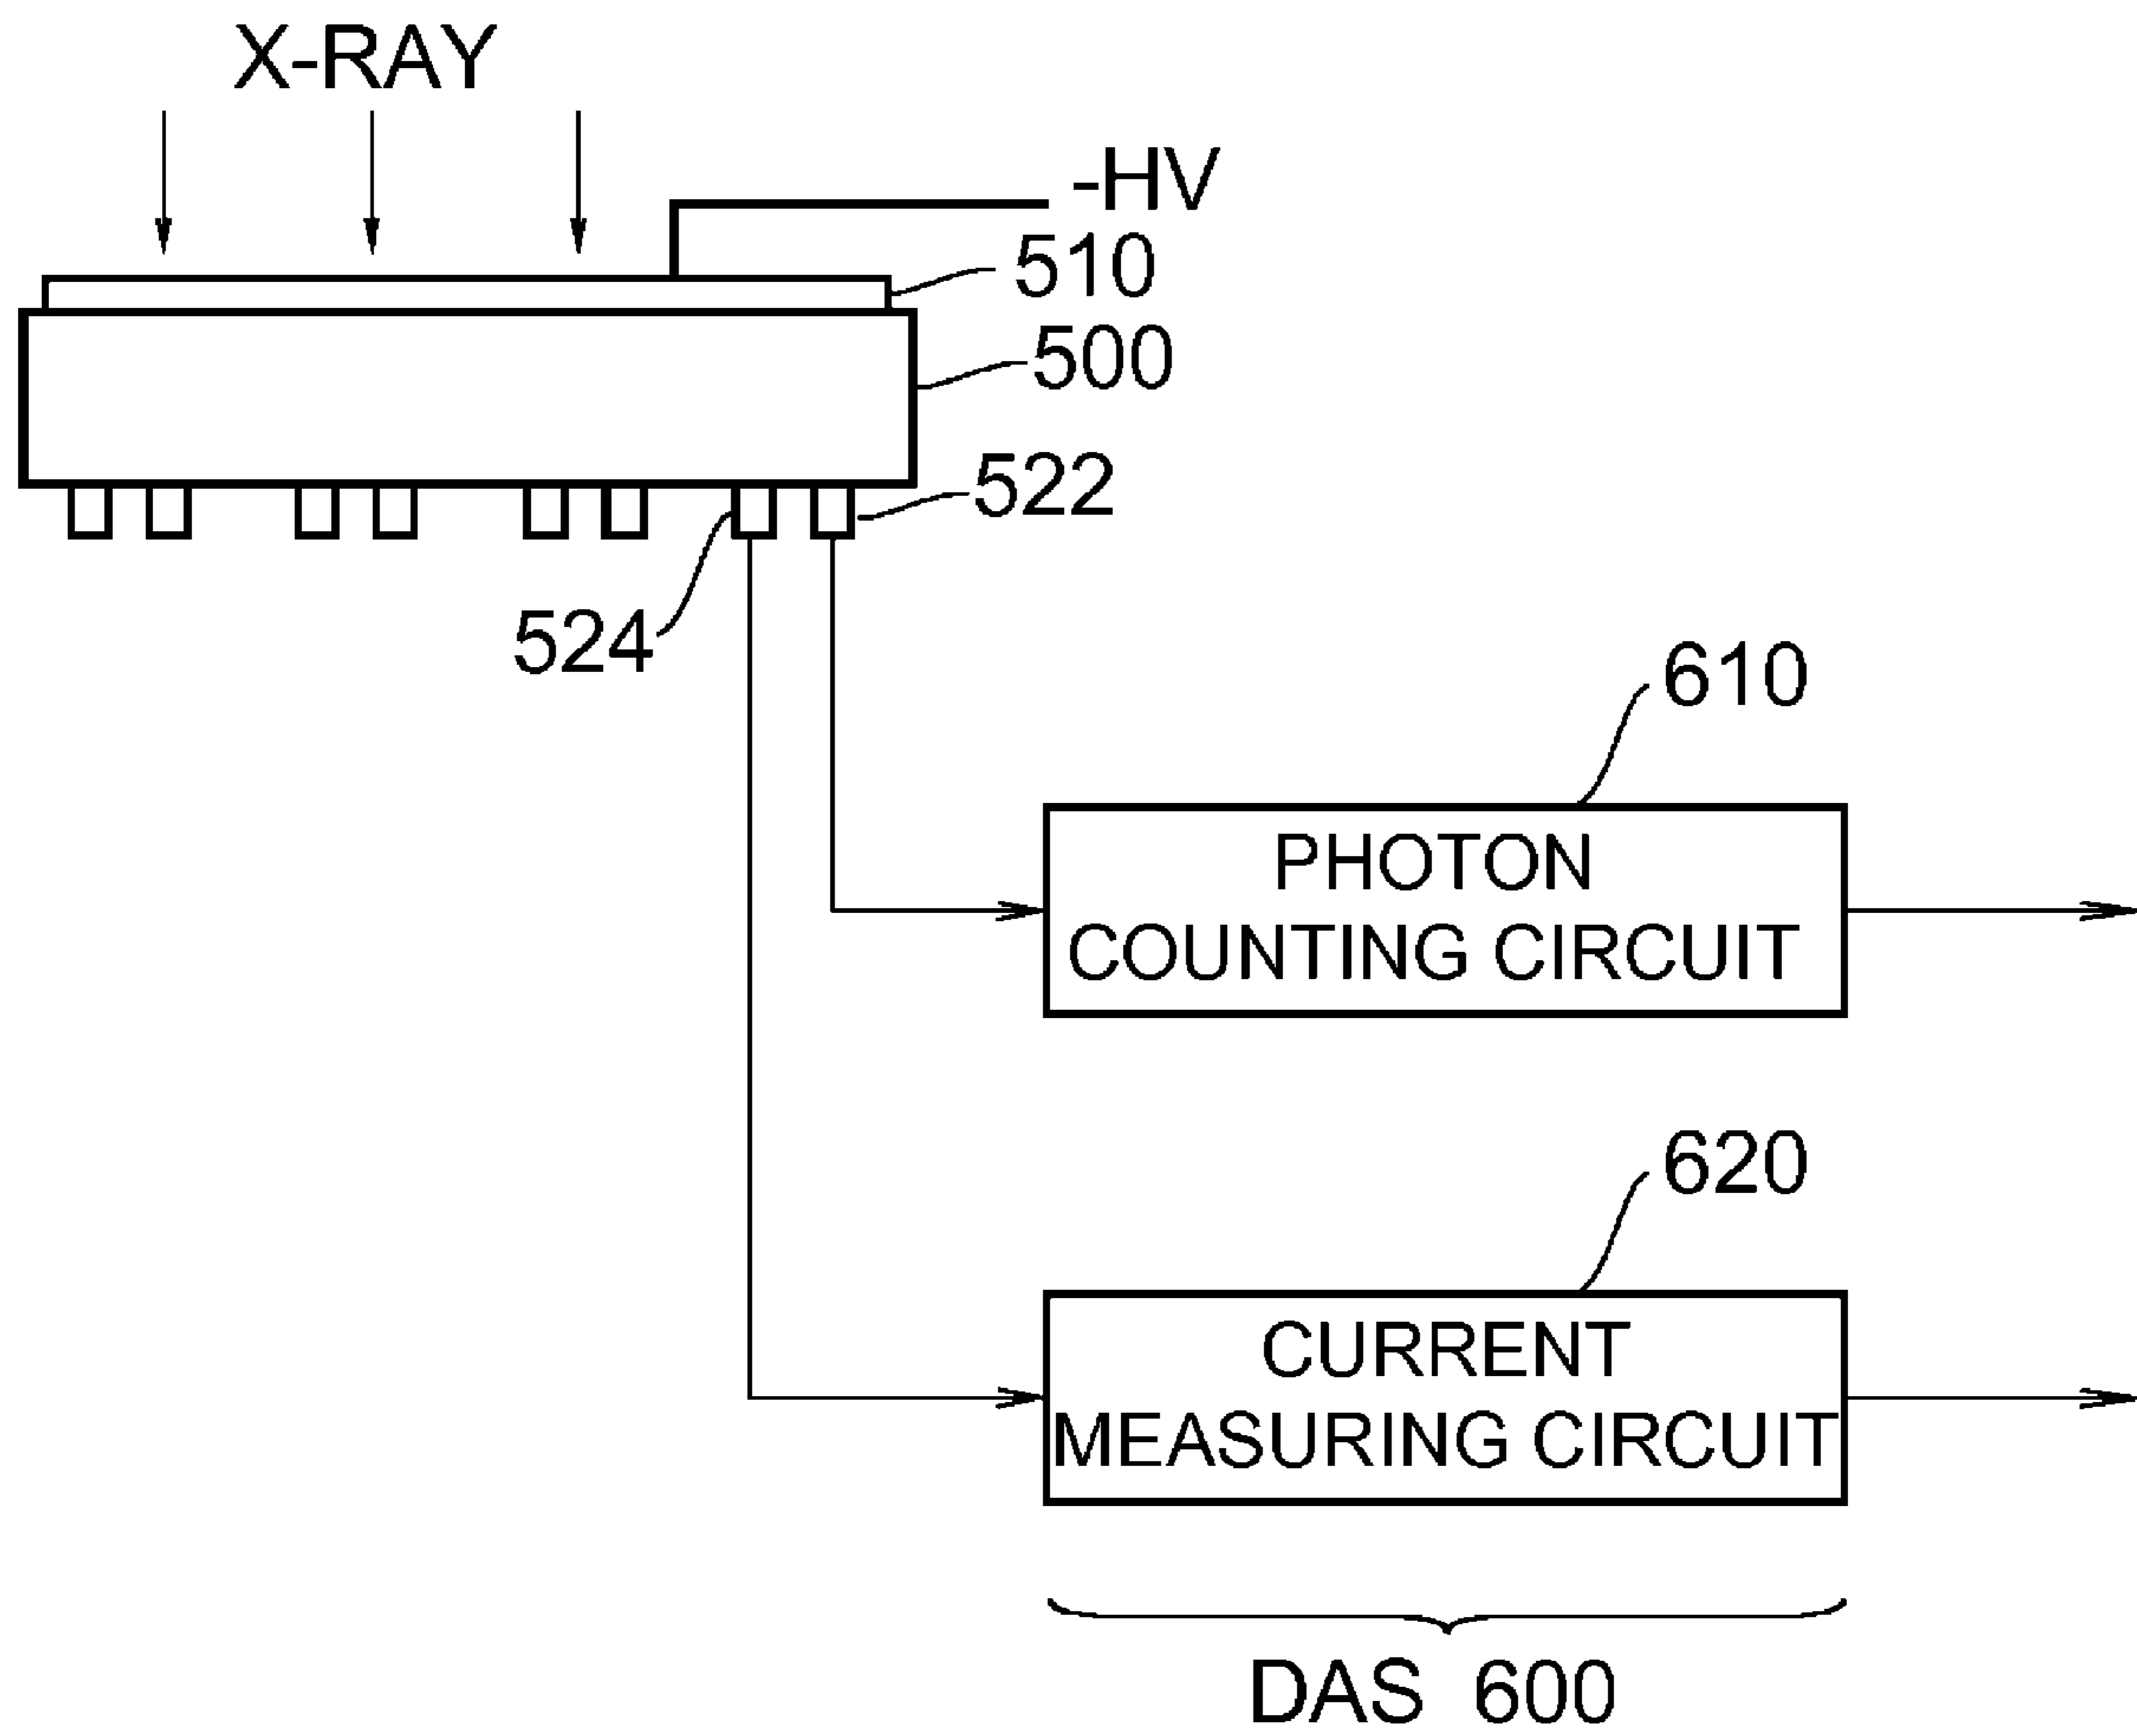 X-RAY
-HV
510
500
522
524
610
PHOTON
COUNTING CIRCUIT
620
CURRENT
MEASURING CIRCUIT
DAS 600